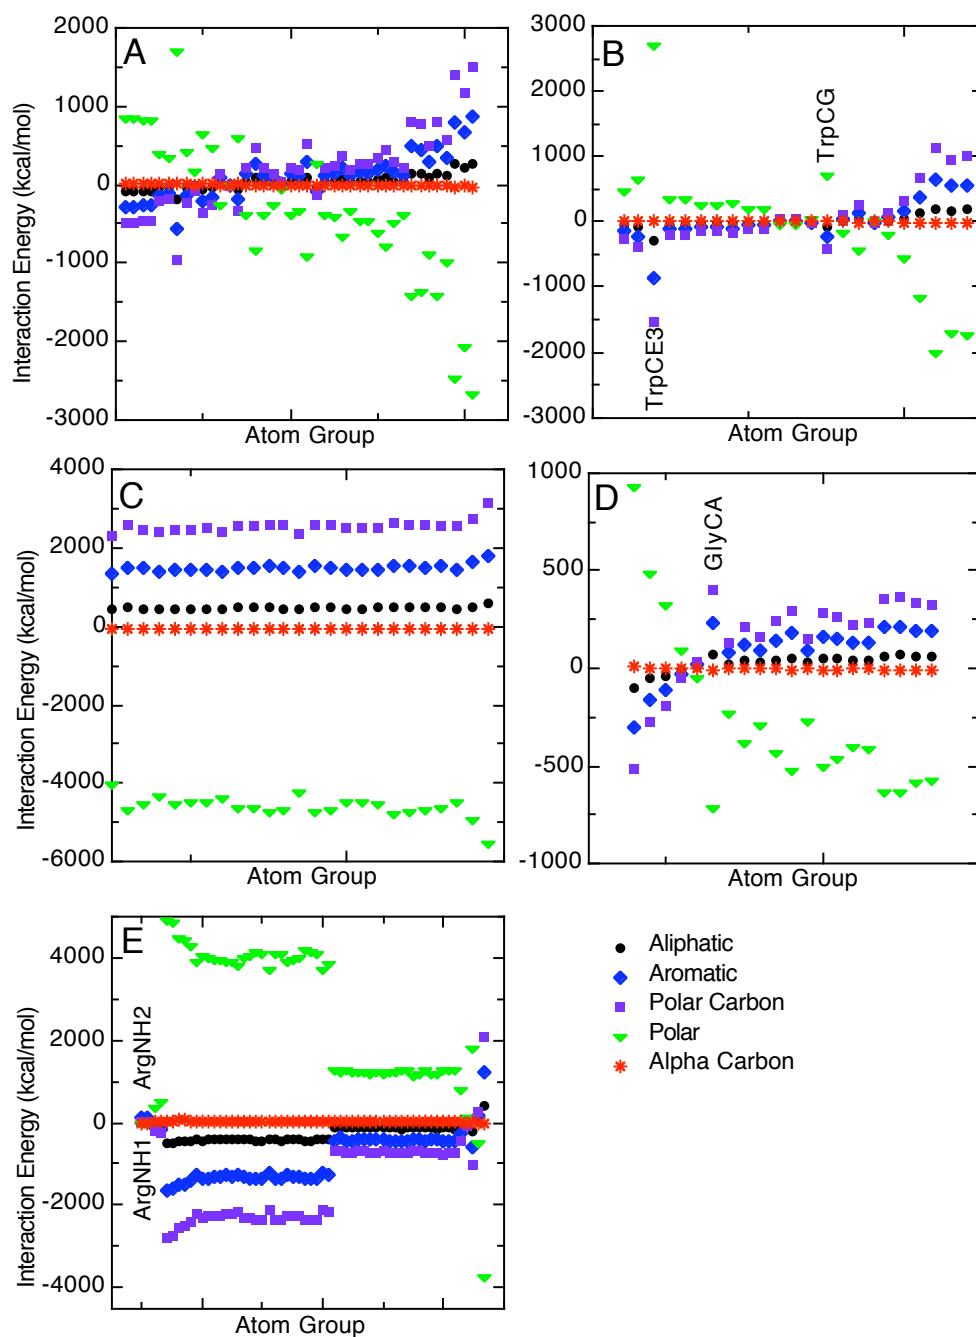 A
2000
1000
0
-1000
-2000
-3000
Interaction Energy (kcal/mol)
Atom Group
B
3000
2000
1000
0
-1000
-2000
-3000
TrpCE3
TrpCG
Atom Group
C
4000
2000
0
-2000
-4000
-6000
Interaction Energy (kcal/mol)
Atom Group
D
1000
500
0
-500
-1000
GlyCA
Atom Group
E
4000
2000
0
-2000
-4000
Interaction Energy (kcal/mol)
ArgNH1
ArgNH2
Atom Group
Aliphatic
Aromatic
Polar Carbon
Polar
Alpha Carbon